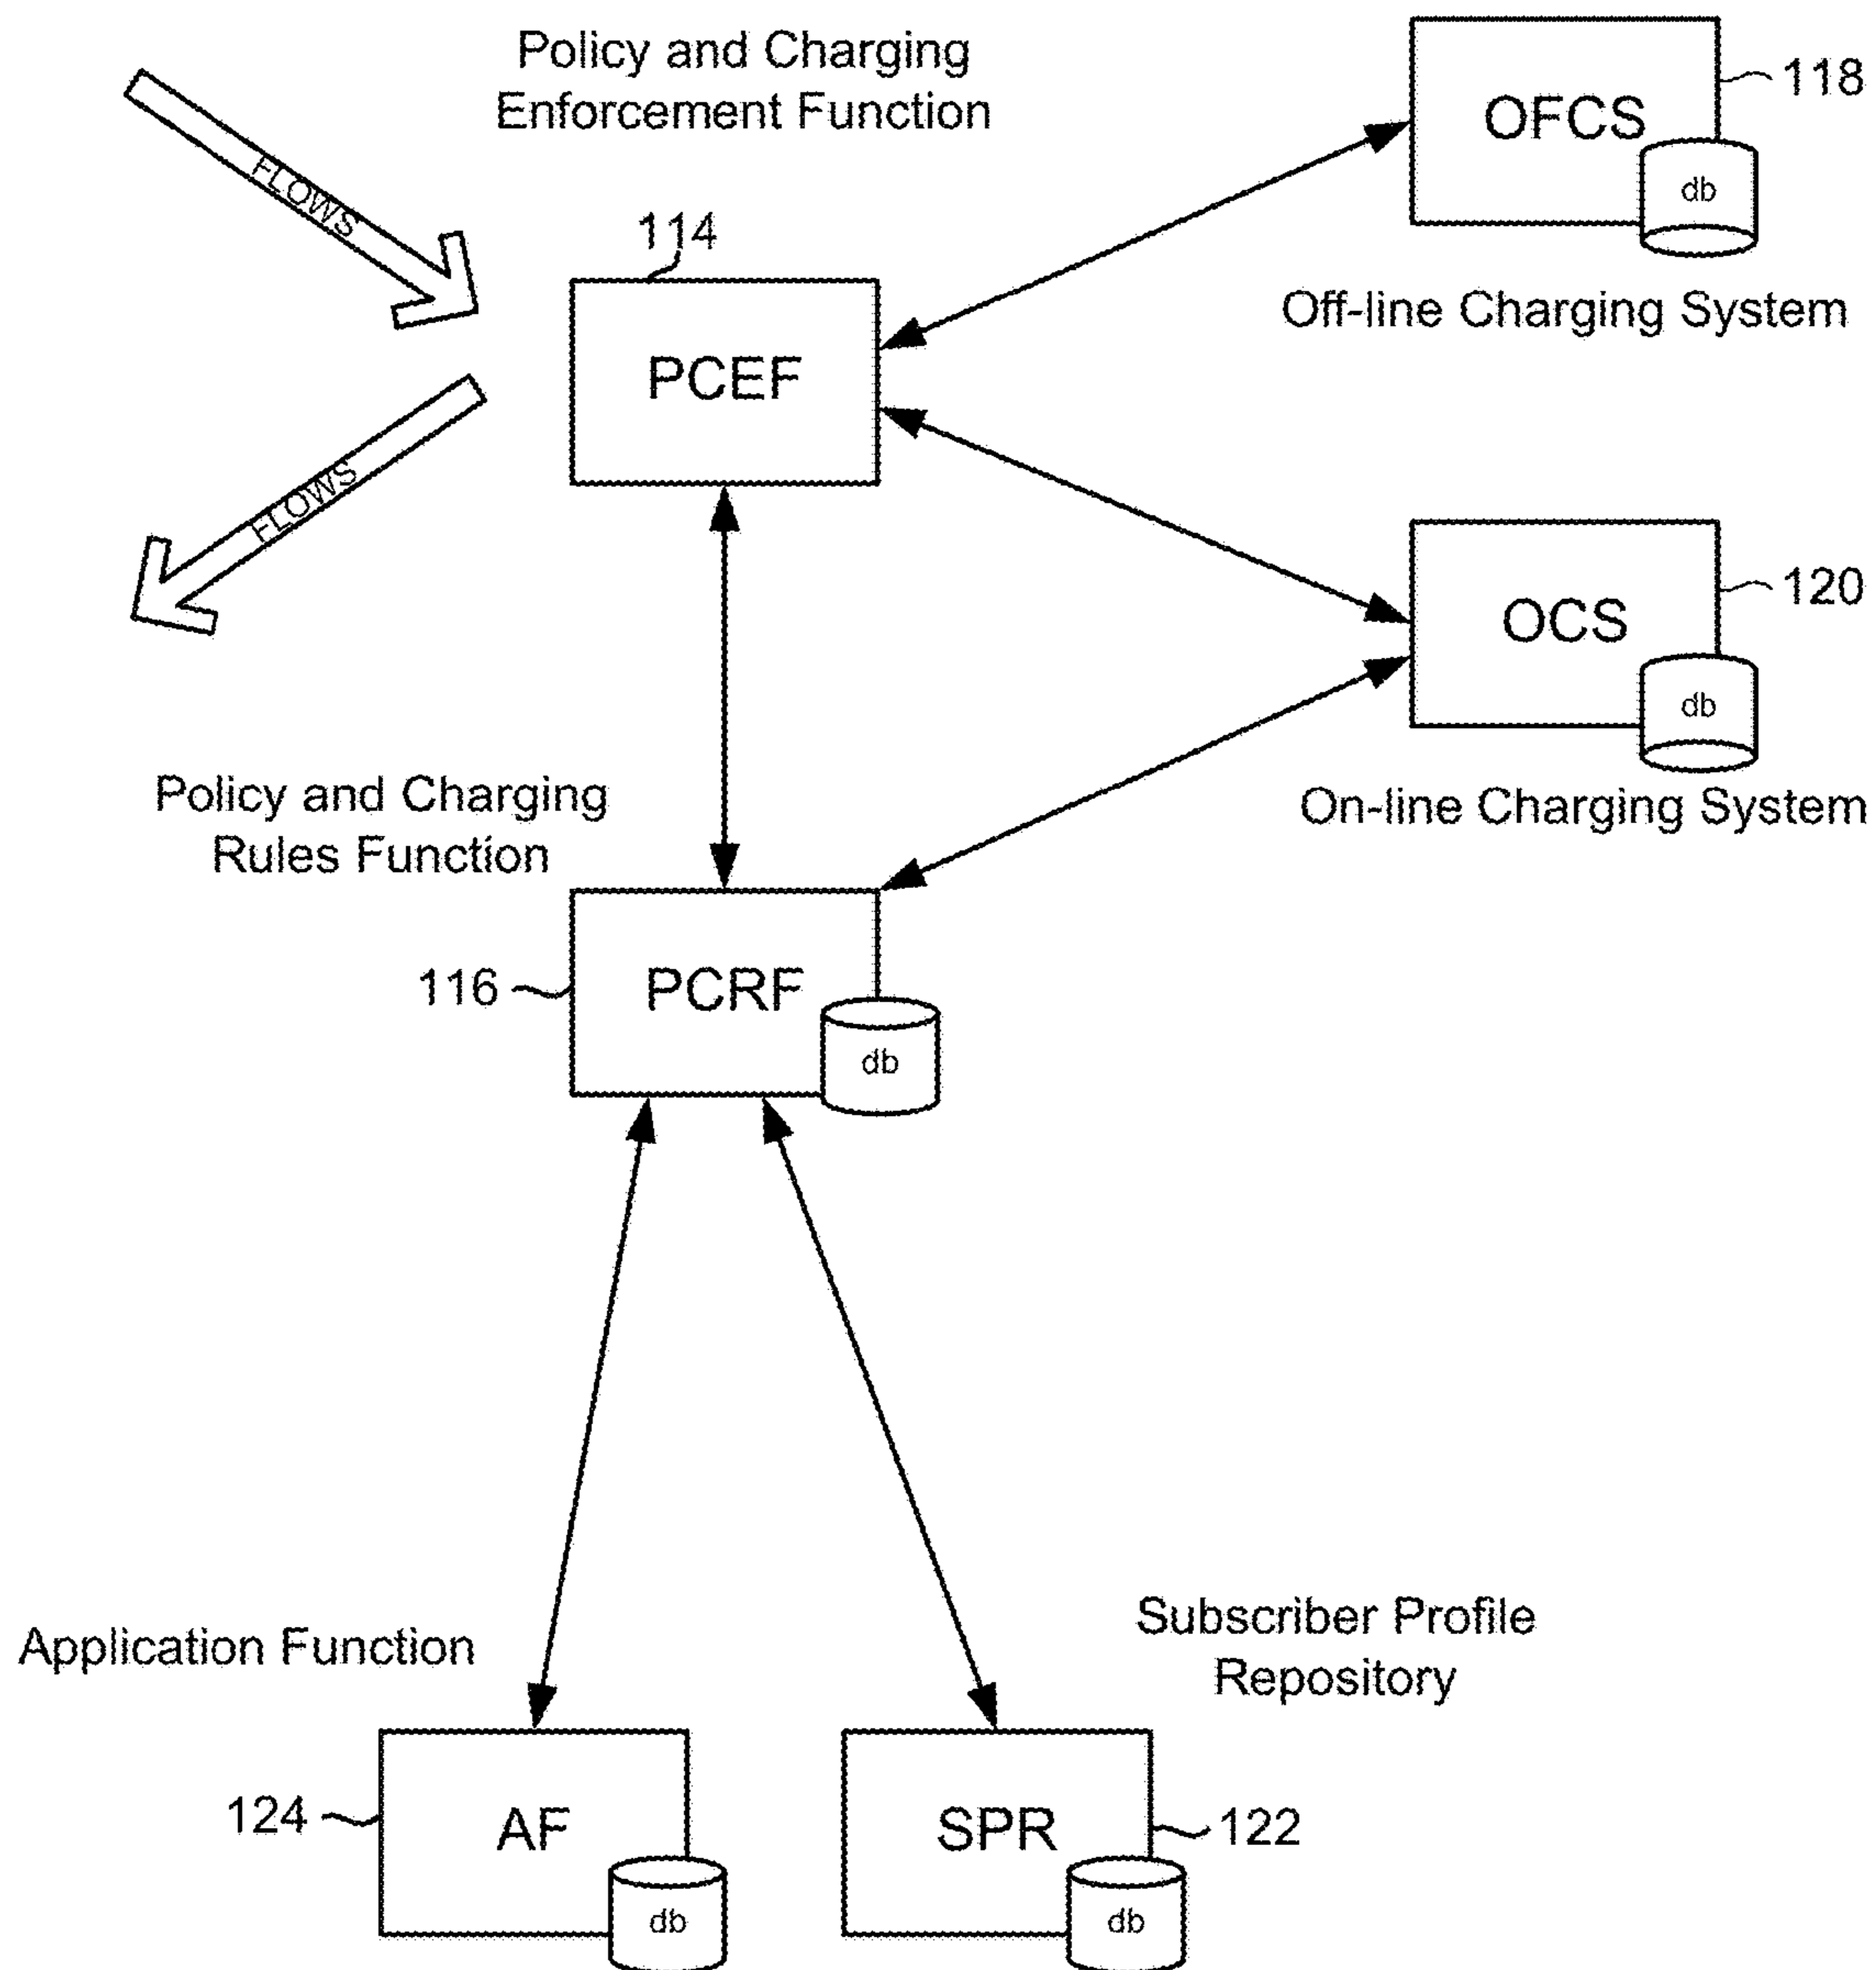 Policy and Charging
Enforcement Function
OFCS
118
db
Off-line Charging System
FLOWS
114
PCEF
FLOWS
OCS
120
db
On-line Charging System
Policy and Charging
Rules Function
116
PCRF
db
Application Function
Subscriber Profile
Repository
124
AF
db
SPR
122
db